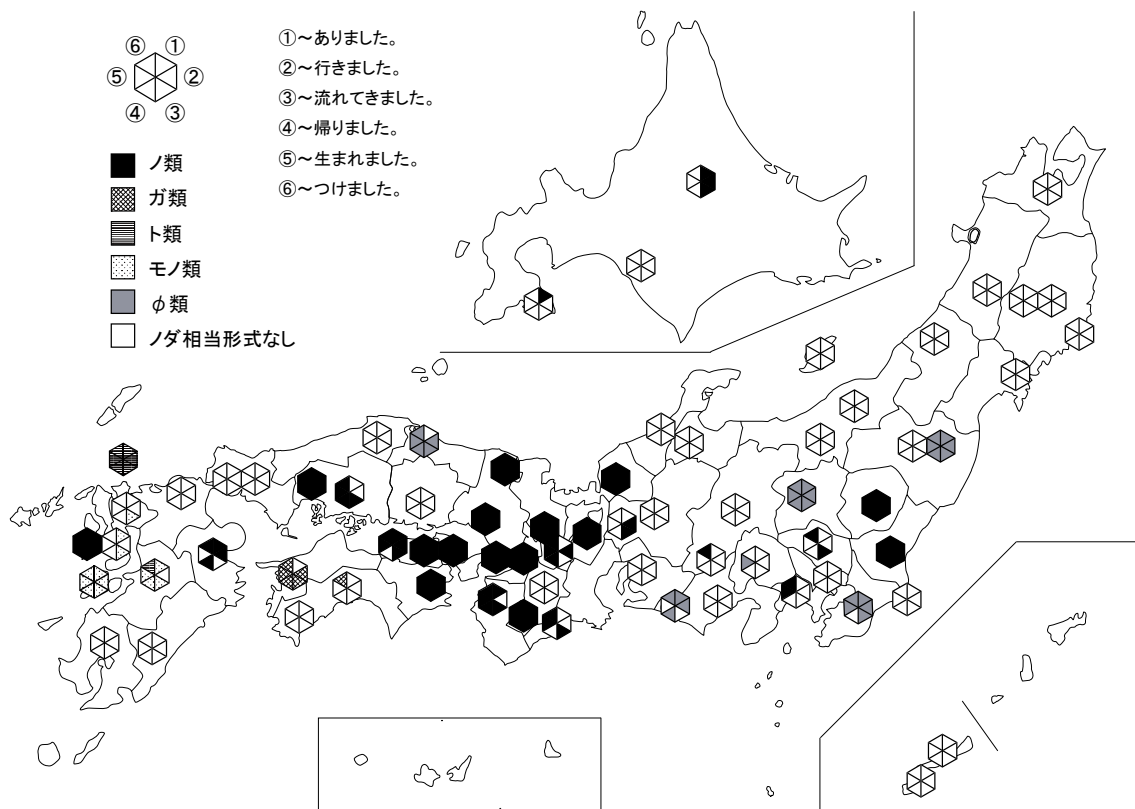 ⑥ ①
⑤ ②
④ ③
①～ありました。
②～行きました。
③～流れてきました。
④～帰りました。
⑤～生まれました。
⑥～つけました。
ノ類
ガ類
ト類
モノ類
φ類
ノダ相当形式なし